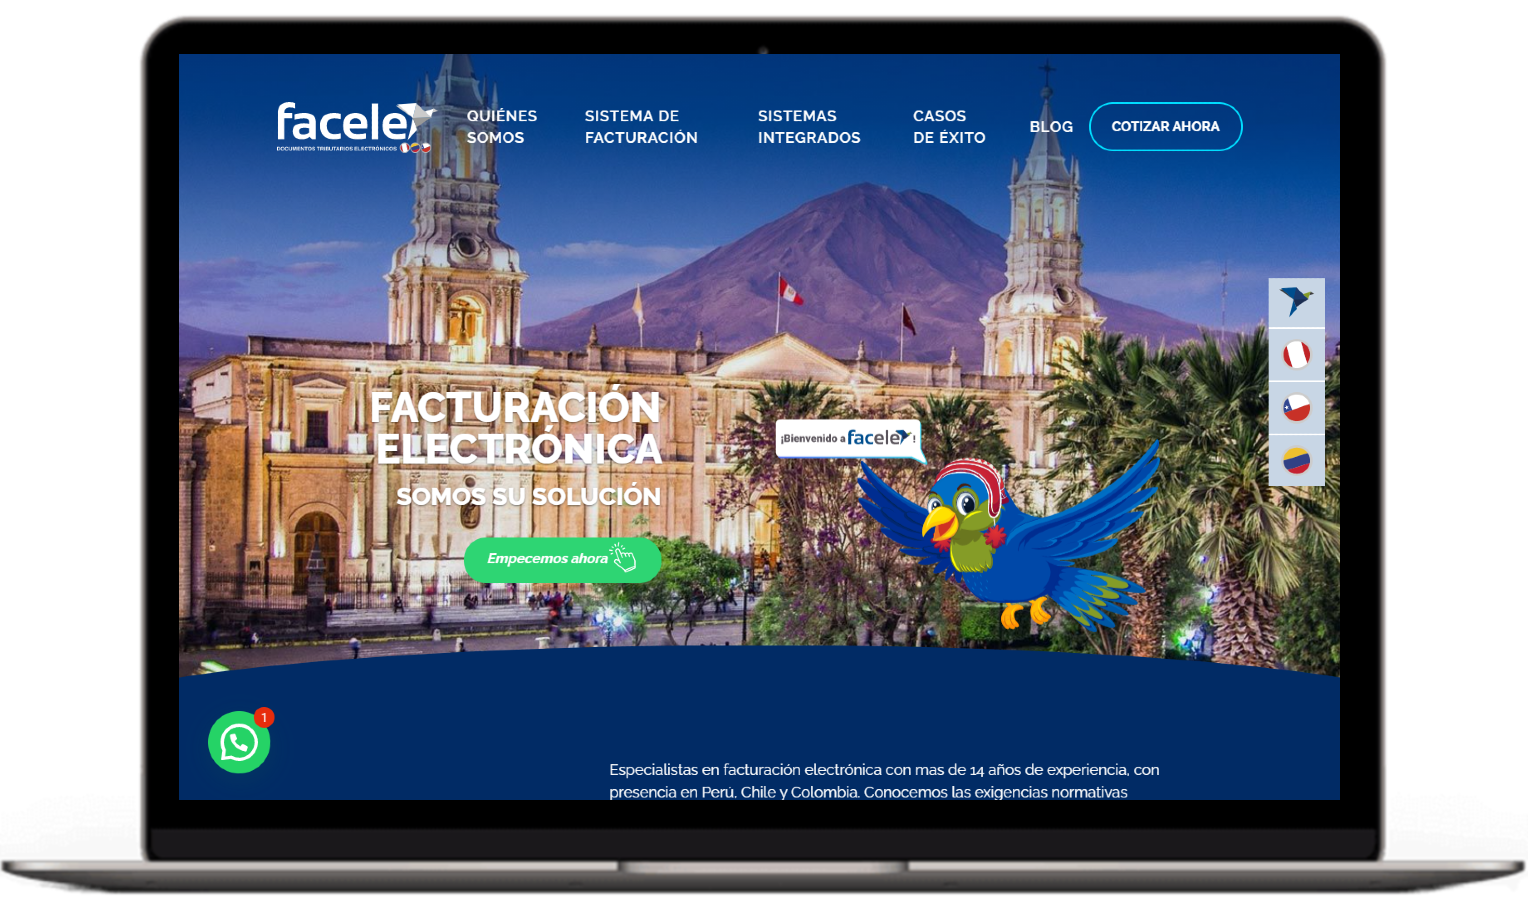 facele
DOCUMENTOS TRIBUTARIOS ELECTRÓNICOS
QUIÉNES
SOMOS
SISTEMA DE
FACTURACIÓN
SISTEMAS
INTEGRADOS
CASOS
DE ÉXITO
BLOG
COTIZAR AHORA
FACTURACIÓN
ELECTRÓNICA
SOMOS SU SOLUCIÓN
Empecemos ahora
¡Bienvenido a facele!
1
Especialistas en facturación electrónica con mas de 14 años de experiencia, con
presencia en Perú, Chile y Colombia. Conocemos las exigencias normativas